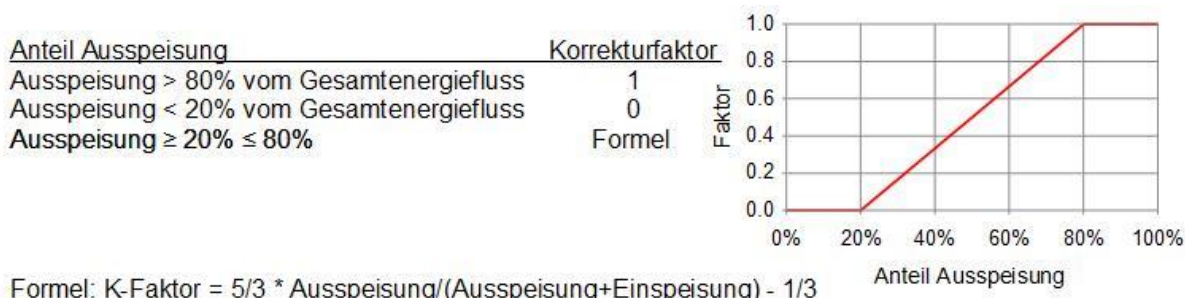 Anteil Ausspeisung Korrekturfaktor
Ausspeisung > 80% vom Gesamtenergiefluss 1
Ausspeisung < 20% vom Gesamtenergiefluss 0
Ausspeisung ≥ 20% ≤ 80% Formel
Formel: K-Faktor = 5/3 * Ausspeisung/(Ausspeisung+Einspeisung) - 1/3
Faktor
1.0
0.8
0.6
0.4
0.2
0.0
0% 20% 40% 60% 80% 100%
Anteil Ausspeisung